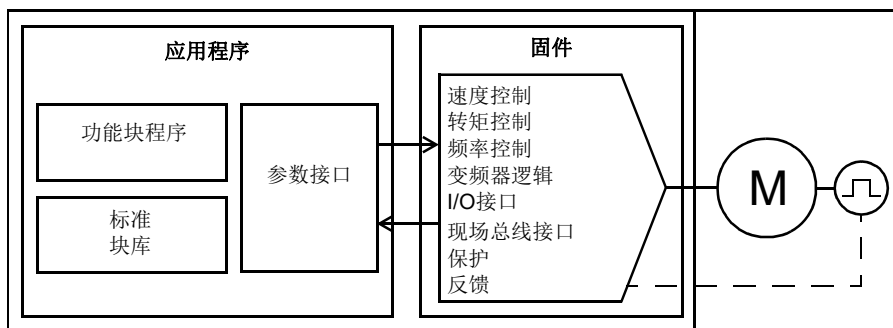 应用程序
功能块程序
标准
块库
参数接口
固件
速度控制
转矩控制
频率控制
变频器逻辑
I/O接口
现场总线接口
保护
反馈
M